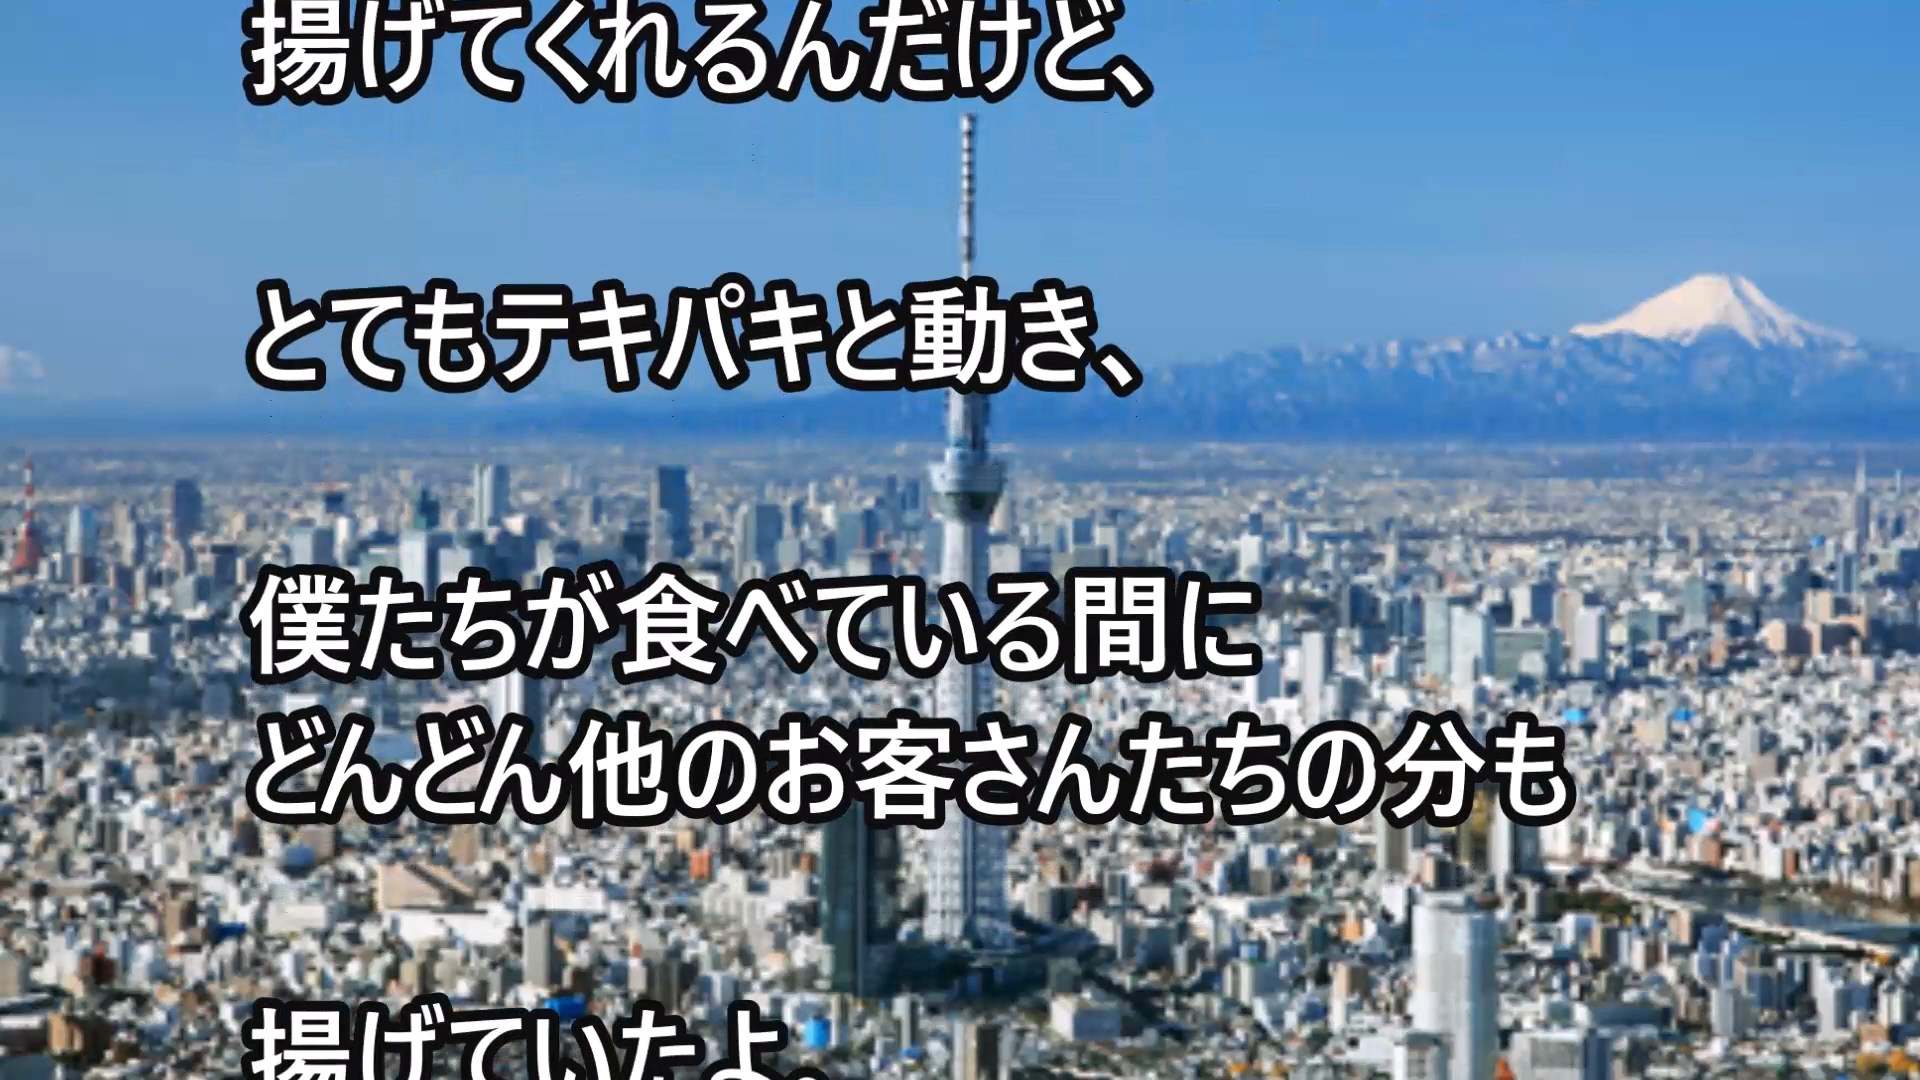 揚げてくれるんだけど、
とてもテキパキと動き、
僕たちが食べている間に
どんどん他のお客さんたちの分も
揚げていたよ。